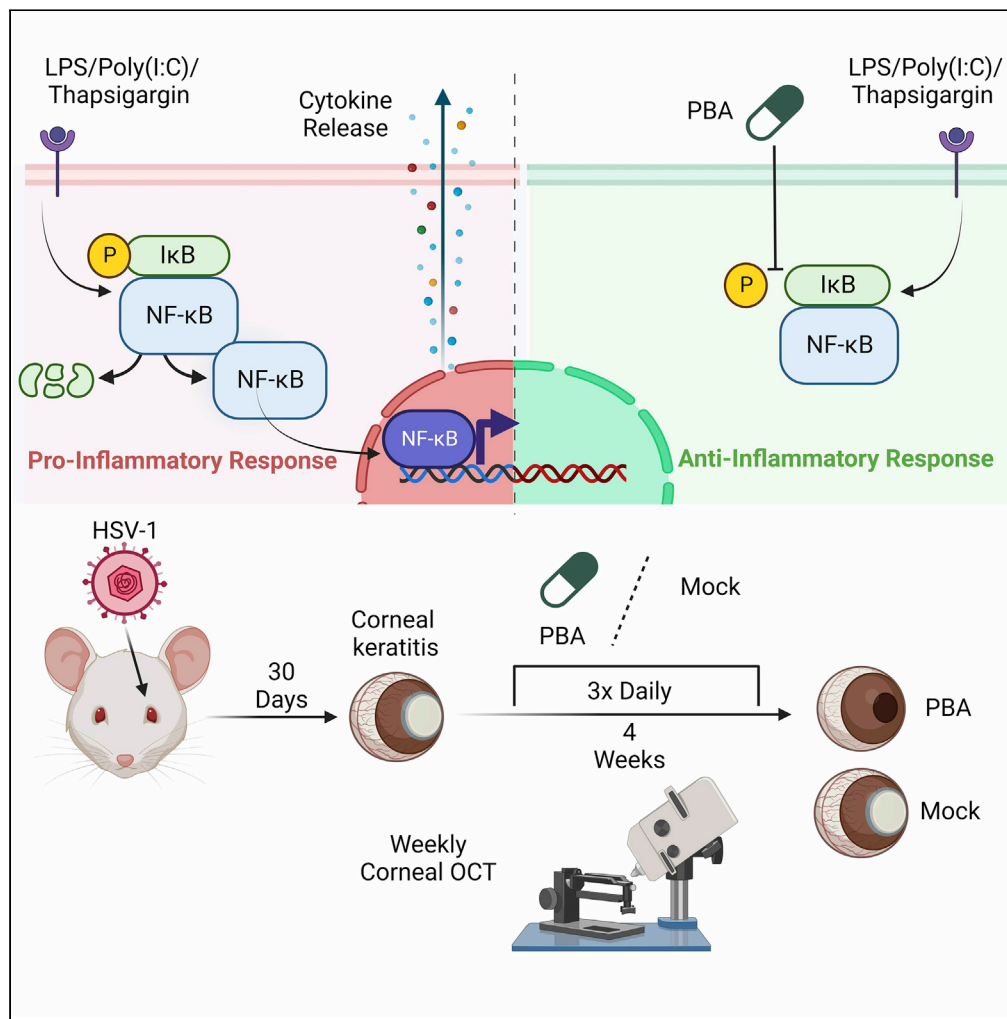 LPS/Poly(I:C)/
Thapsigargin
Cytokine
Release
PBA
LPS/Poly(I:C)/
Thapsigargin
P
IκB
NF-κB
NF-κB
NF-κB
P
IκB
NF-κB
Pro-Inflammatory Response
Anti-Inflammatory Response
HSV-1
30
Days
Corneal
keratitis
PBA
Mock
3x Daily
4
Weeks
Weekly
Corneal OCT
PBA
Mock